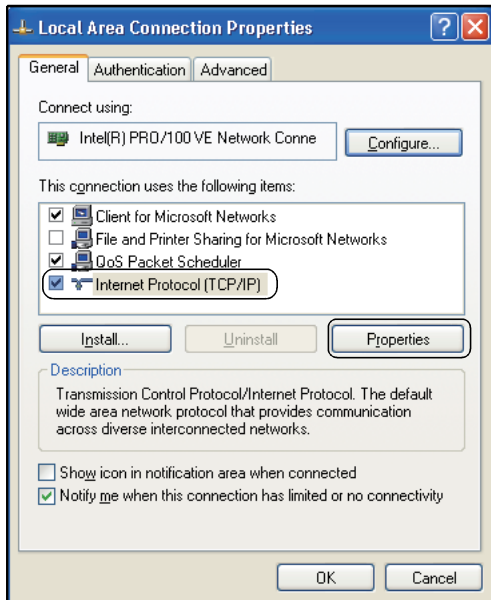 Local Area Connection Properties
General Authentication Advanced
Connect using:
Intel(R) PRO/100 VE Network Conne Configure...
This connection uses the following items:
Client for Microsoft Networks
File and Printer Sharing for Microsoft Networks
QoS Packet Scheduler
Internet Protocol (TCP/IP)
Install... Uninstall Properties
Description
Transmission Control Protocol/Internet Protocol. The default
wide area network protocol that provides communication
across diverse interconnected networks.
Show icon in notification area when connected
Notify me when this connection has limited or no connectivity
OK Cancel